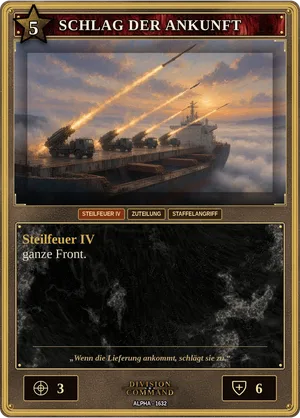 5
SCHLAG DER ANKUNFT
STEILFEUER IV
ZUTEILUNG
STAFFELANGRIFF
Steilfeuer IV
ganze Front.
„Wenn die Lieferung ankommt, schlägt sie zu.“
3
DIVISION
COMMAND
ALPHA - 1632
6